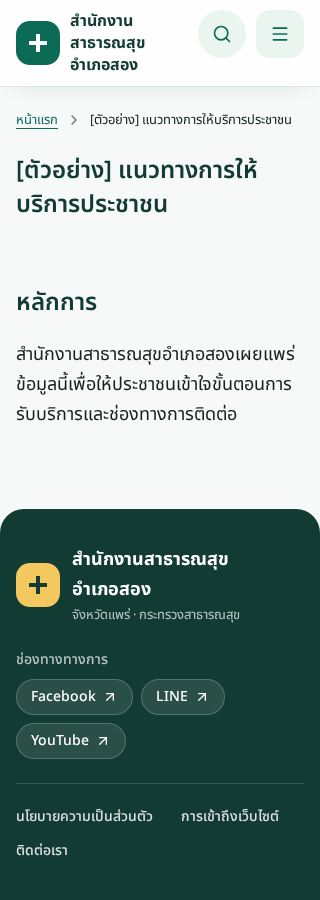 สำนักงาน
สาธารณสุข
อำเภอสอง
หน้าแรก > [ตัวอย่าง] แนวทางการให้บริการประชาชน
[ตัวอย่าง] แนวทางการให้
บริการประชาชน
หลักการ
สำนักงานสาธารณสุขอำเภอสองเผยแพร่
ข้อมูลนี้เพื่อให้ประชาชนเข้าใจขั้นตอนการ
รับบริการและช่องทางการติดต่อ
สำนักงานสาธารณสุข
อำเภอสอง
จังหวัดแพร่ · กระทรวงสาธารณสุข
ช่องทางทางการ
Facebook
LINE
YouTube
นโยบายความเป็นส่วนตัว
การเข้าถึงเว็บไซต์
ติดต่อเรา